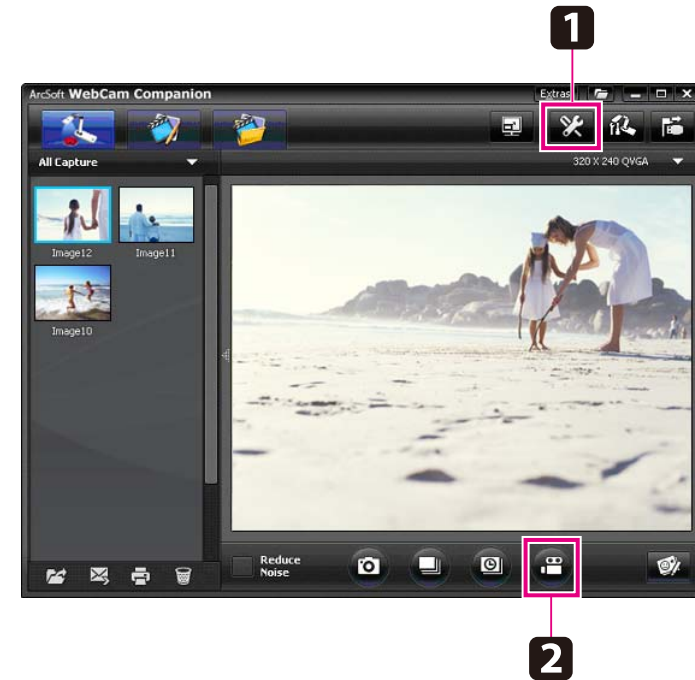 1
ArcSoft WebCam Companion
Extras
All Capture
320 X 240 QVGA
Image12
Image11
Image10
Reduce
Noise
2